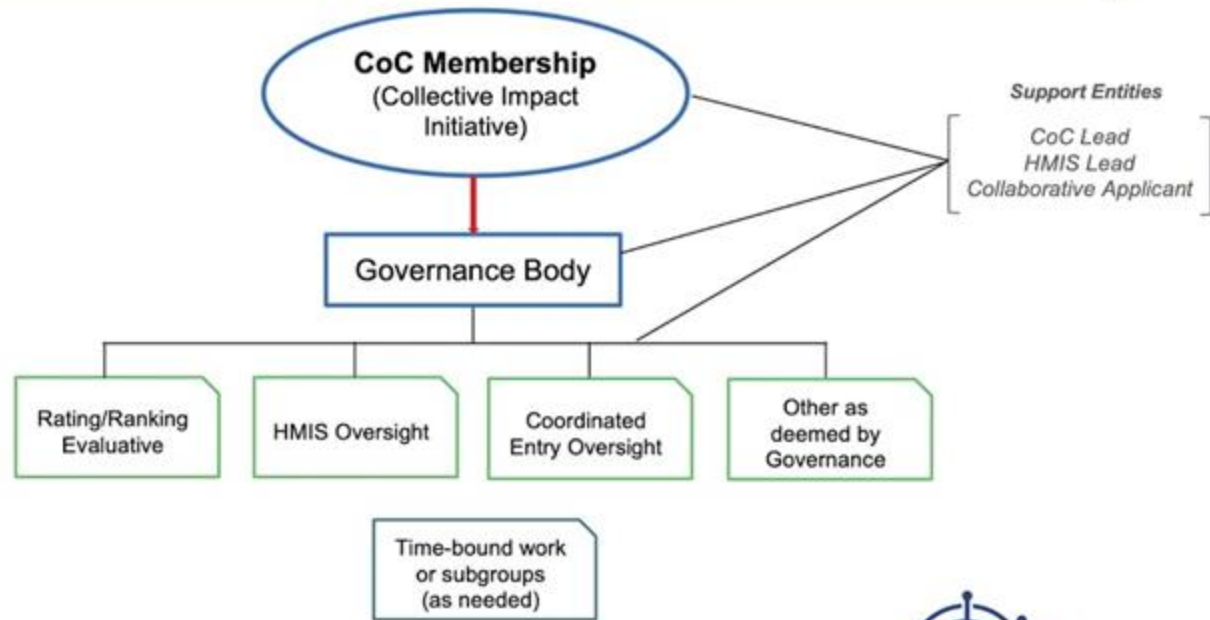 CoC Membership
(Collective Impact
Initiative)
Support Entities
CoC Lead
HMIS Lead
Collaborative Applicant
Governance Body
Rating/Ranking
Evaluative
HMIS Oversight
Coordinated
Entry Oversight
Other as
deemed by
Governance
Time-bound work
or subgroups
(as needed)